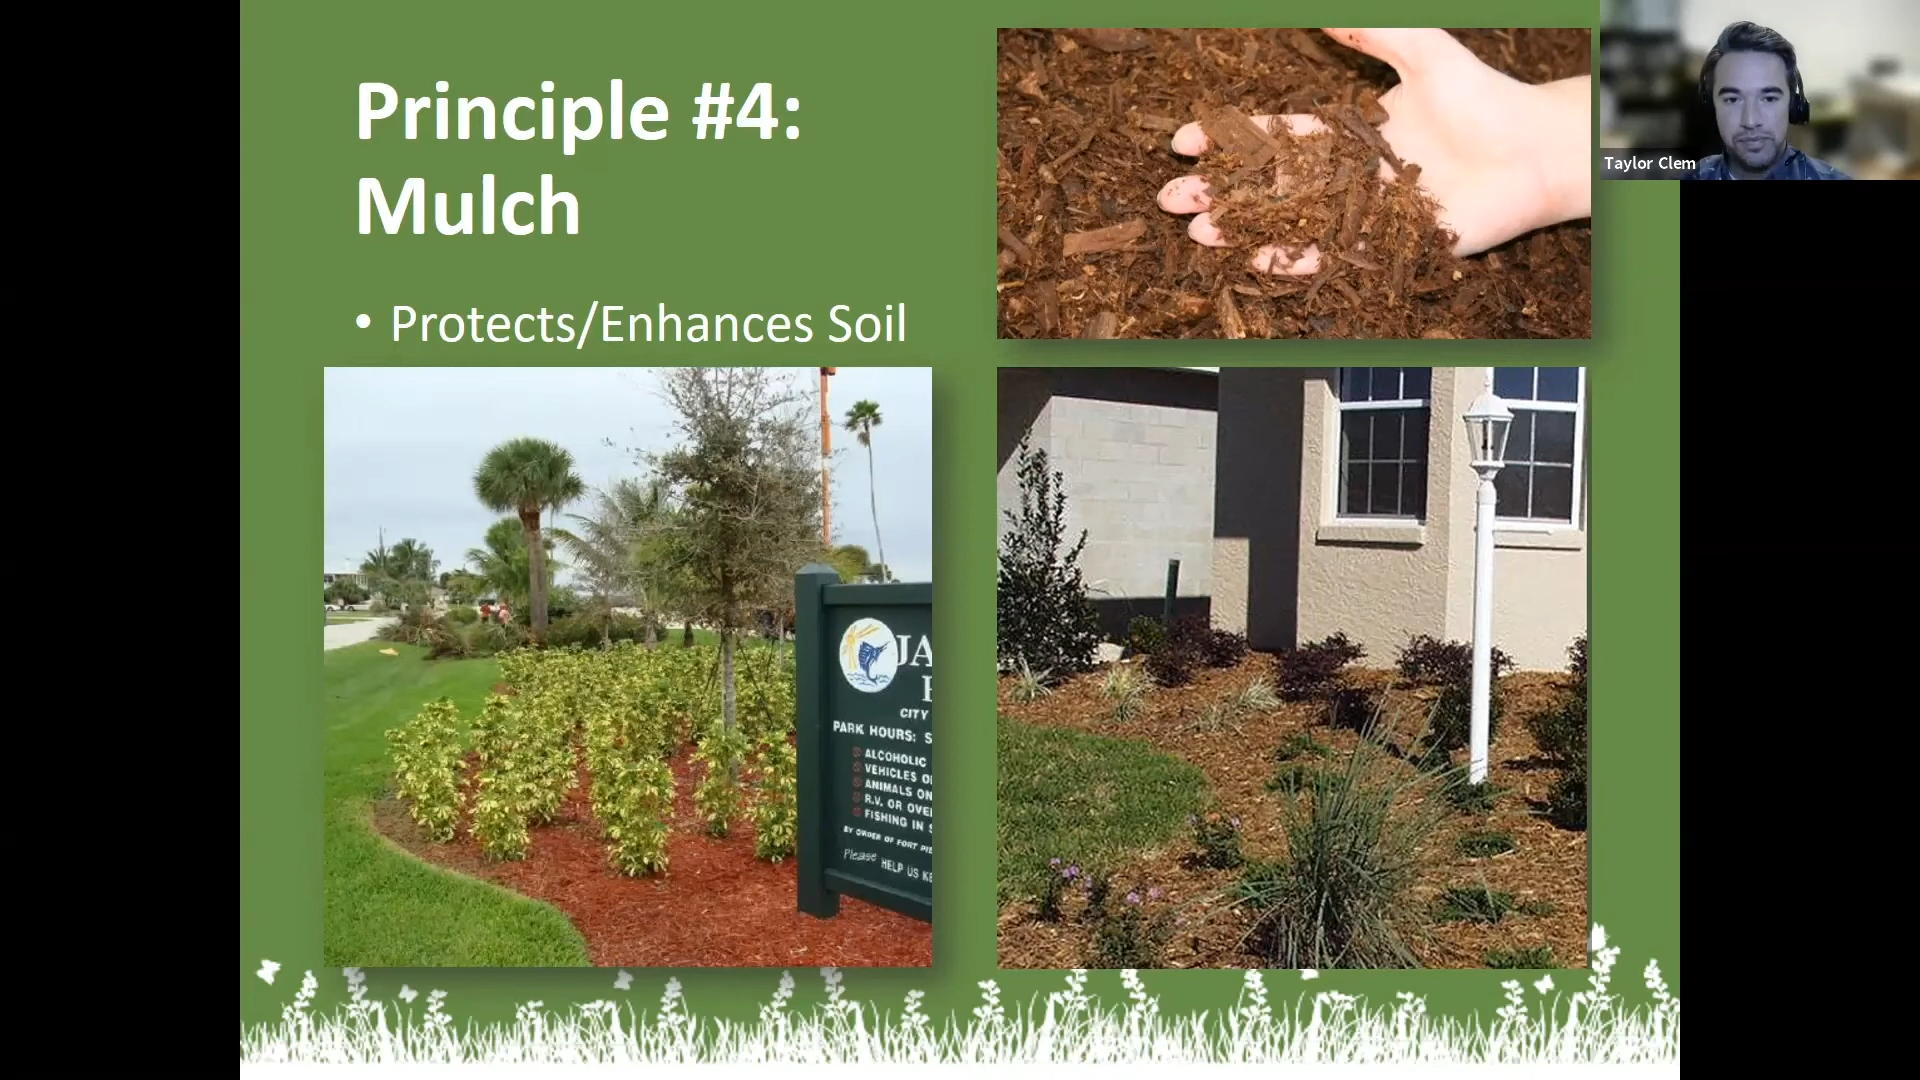 Principle #4:
Mulch
• Protects/Enhances Soil
Taylor Clem
JA
CITY
PARK HOURS: S
ALCOHOLIC
VEHICLES O
ANIMALS ON
R.V. OR OVE
FISHING IN S
BY ORDER OF FORT PIE
Please HELP US KE